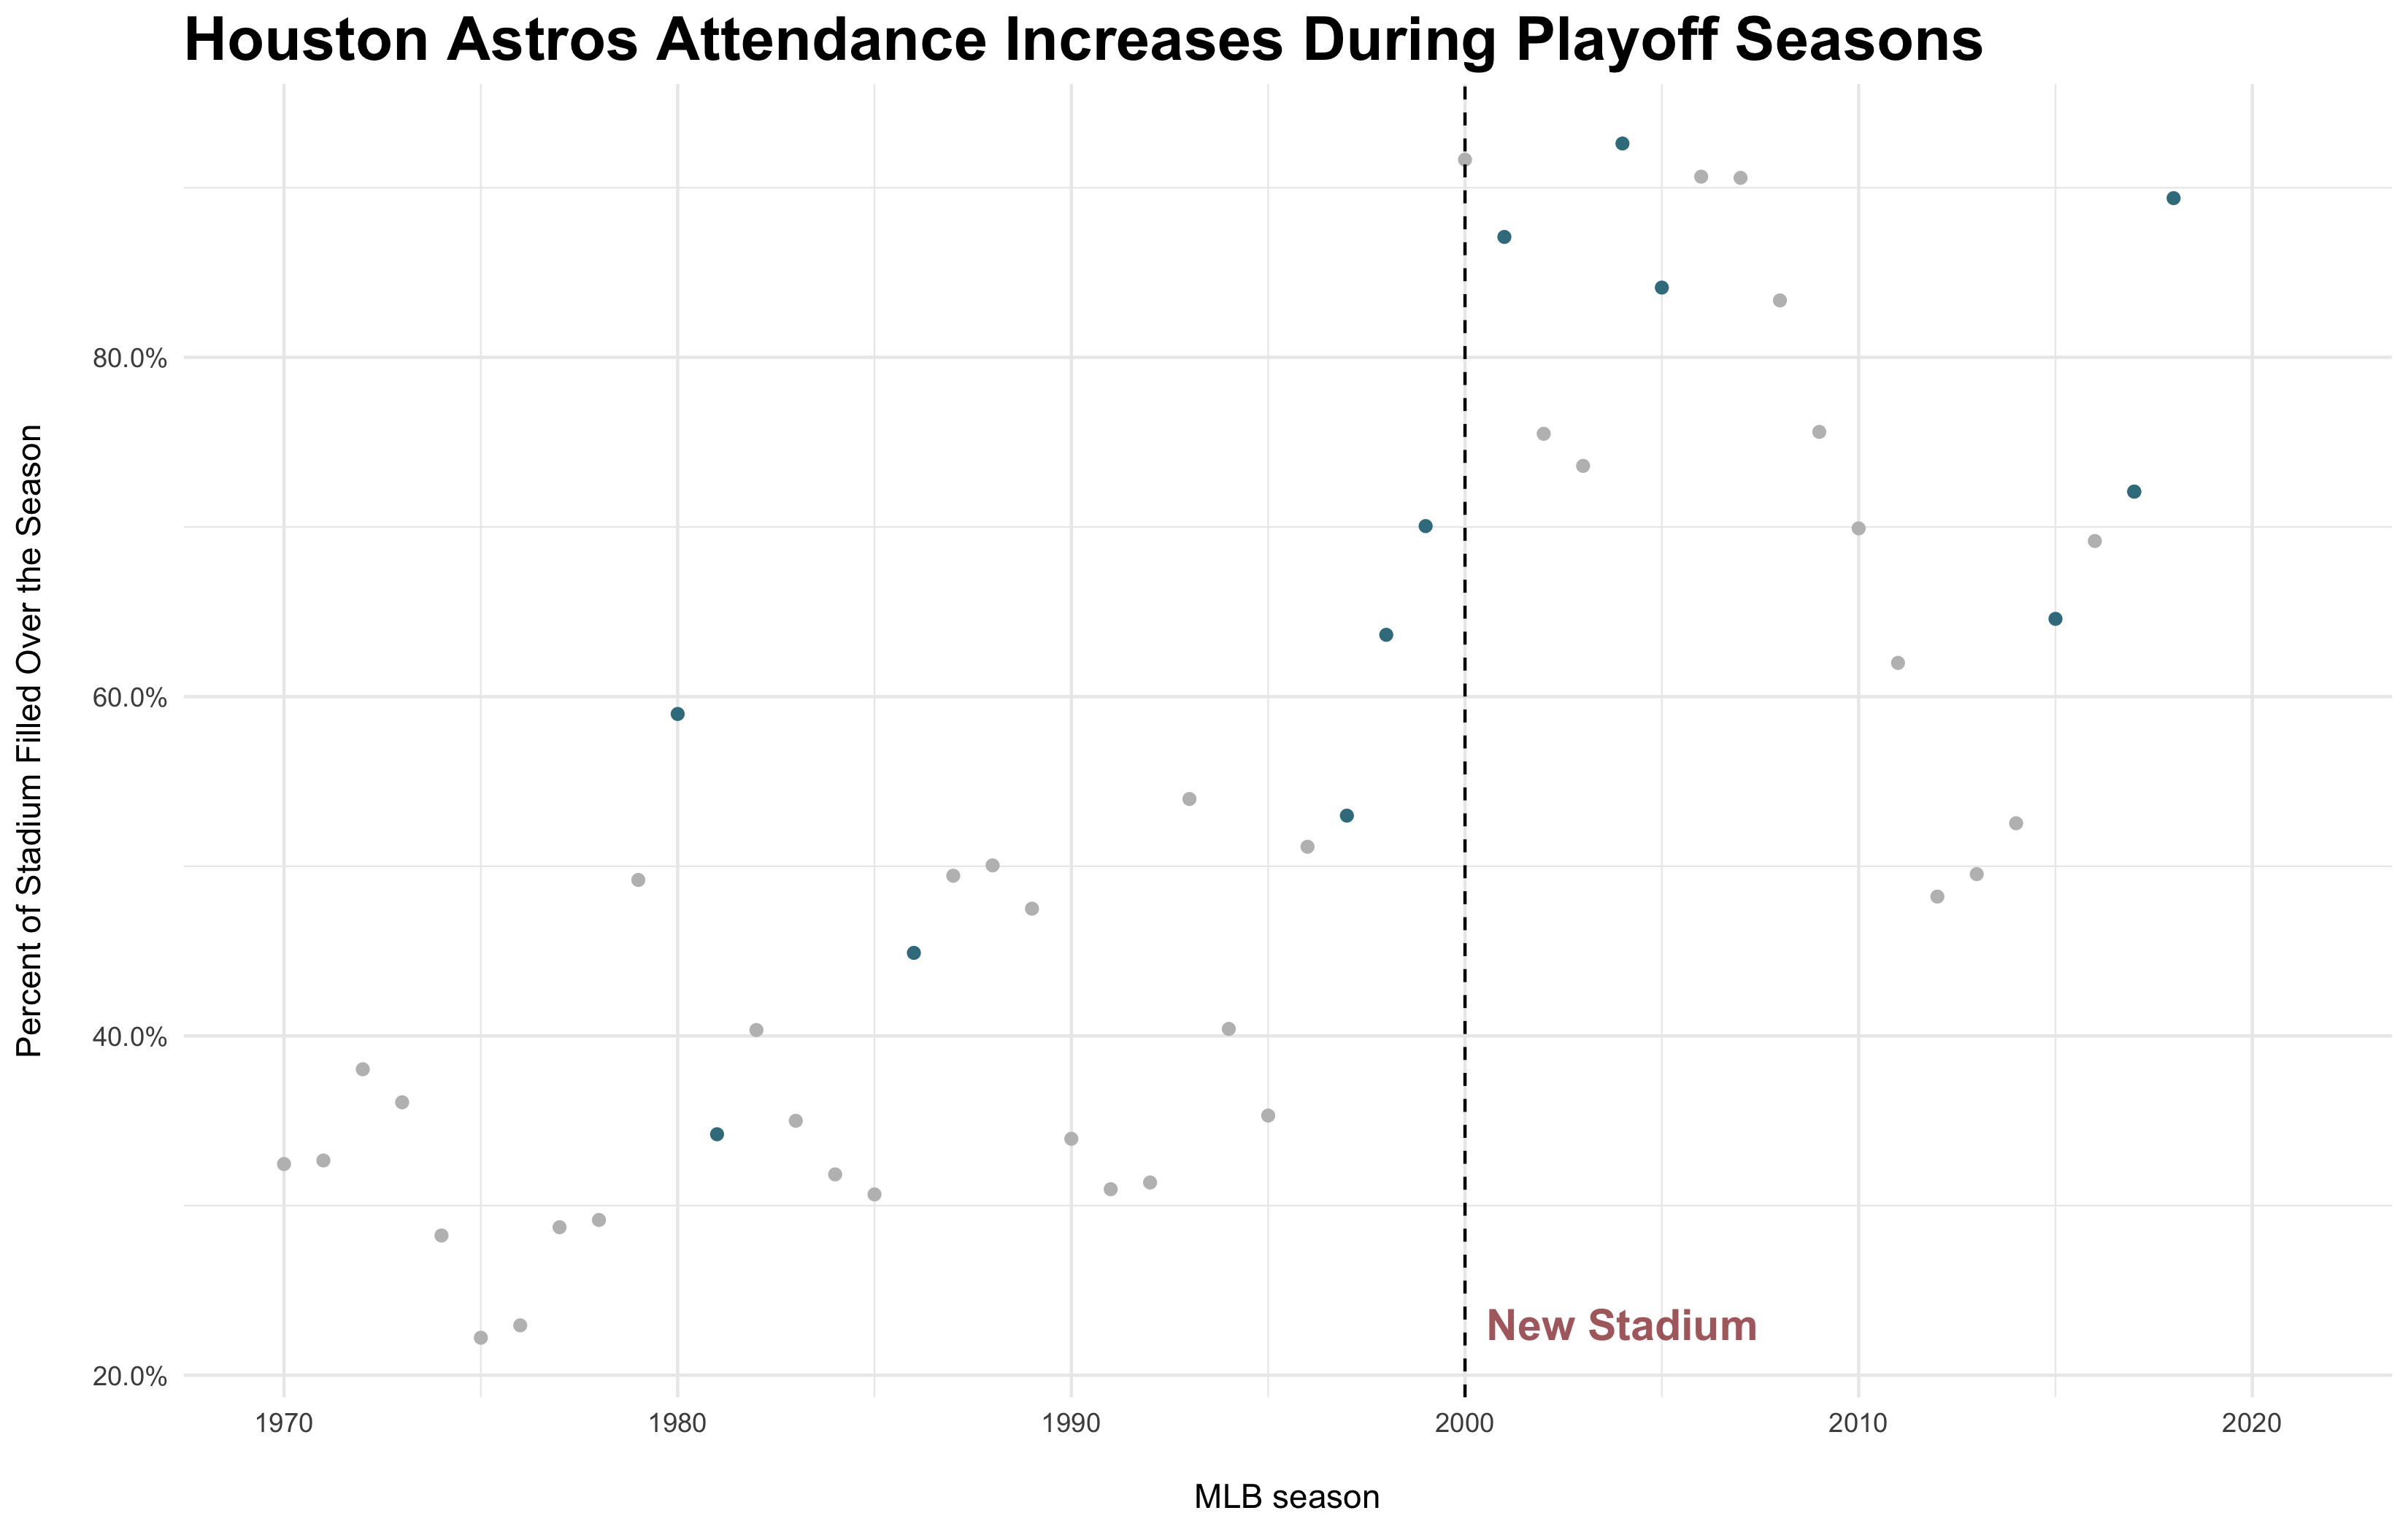 Houston Astros Attendance Increases During Playoff Seasons
Percent of Stadium Filled Over the Season
80.0%
60.0%
40.0%
20.0%
New Stadium
1970
1980
1990
2000
2010
2020
MLB season